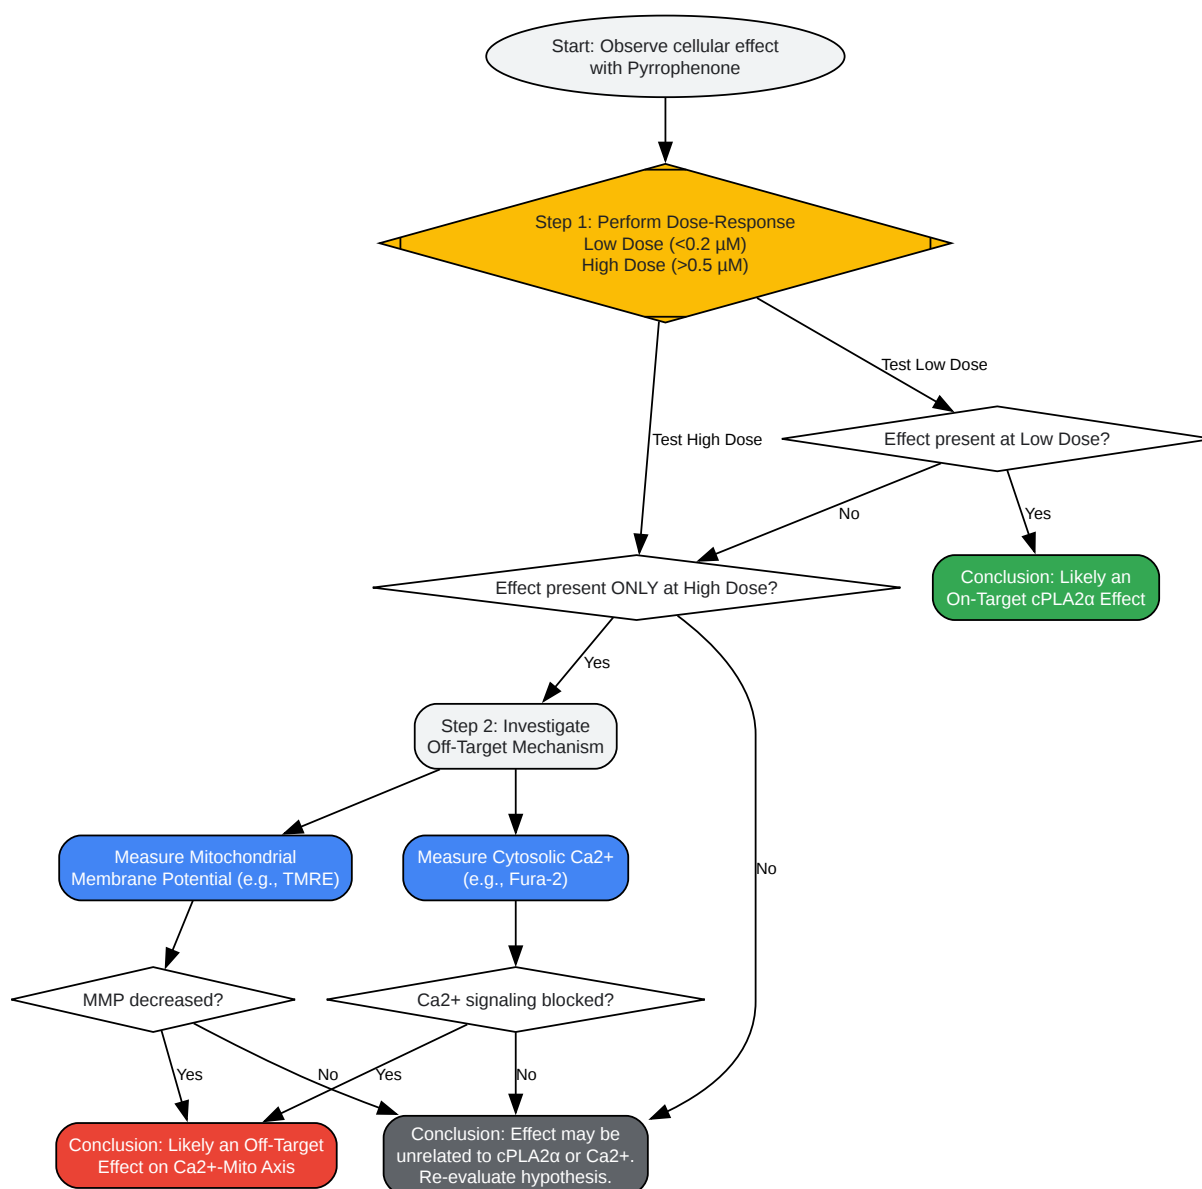 Start: Observe cellular effect
with Pyrrophenone
Step 1: Perform Dose-Response
Low Dose (<0.2 µM)
High Dose (>0.5 µM)
Test Low Dose
Test High Dose
Effect present at Low Dose?
No
Yes
Effect present ONLY at High Dose?
Conclusion: Likely an
On-Target cPLA2α Effect
Yes
Step 2: Investigate
Off-Target Mechanism
Measure Mitochondrial
Membrane Potential (e.g., TMRE)
Measure Cytosolic Ca2+
(e.g., Fura-2)
No
MMP decreased?
Ca2+ signaling blocked?
Yes
No
Yes
No
Conclusion: Likely an Off-Target
Effect on Ca2+-Mito Axis
Conclusion: Effect may be
unrelated to cPLA2α or Ca2+.
Re-evaluate hypothesis.